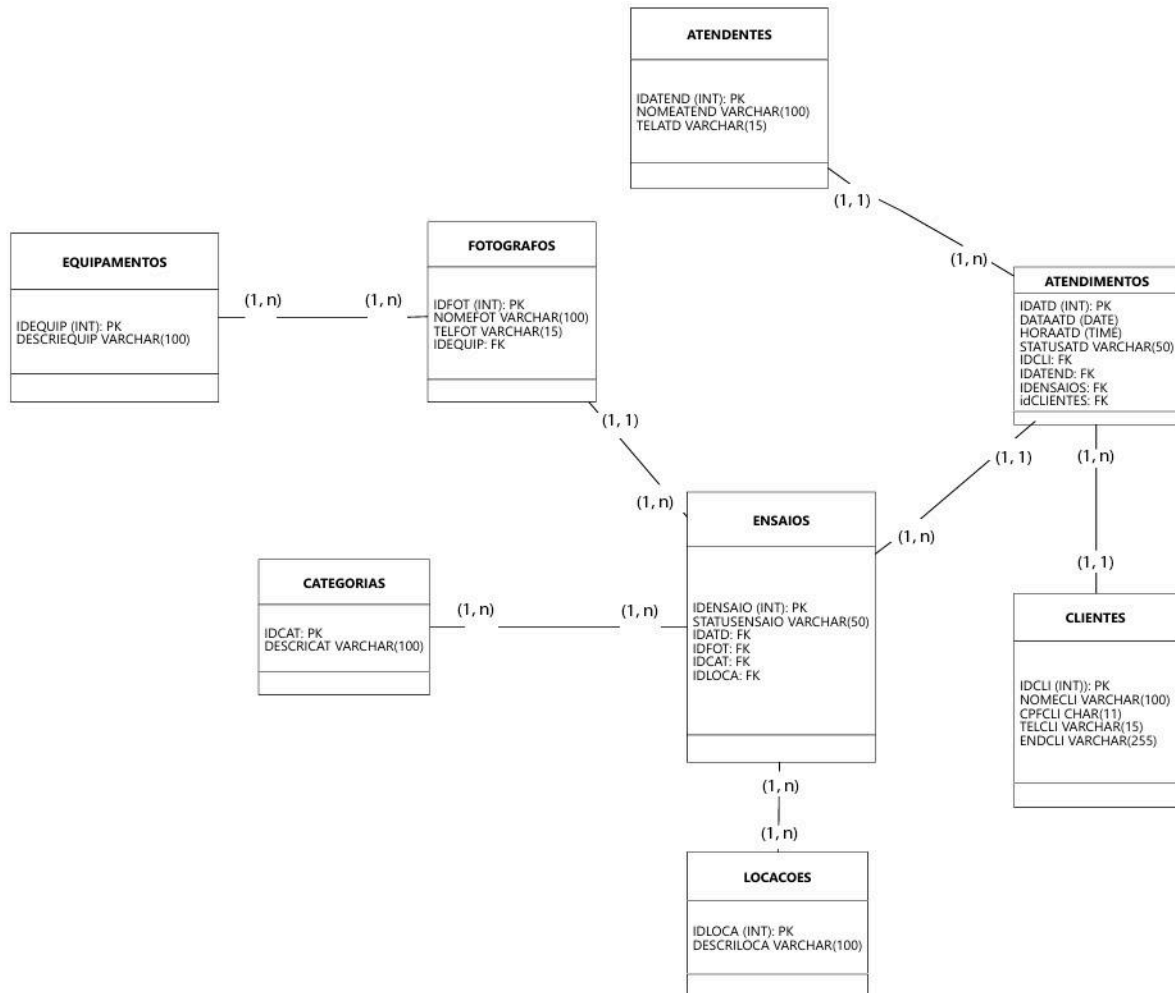 ATENDENTES
IDATEND (INT): PK
NOMEATEND VARCHAR(100)
TELATD VARCHAR(15)
(1, 1)
(1, n)
EQUIPAMENTOS
IDEQUIP (INT): PK
DESCRIEQUIP VARCHAR(100)
(1, n)
(1, n)
FOTOGRAFOS
IDFOT (INT): PK
NOMEFOT VARCHAR(100)
TELFOT VARCHAR(15)
IDEQUIP: FK
(1, 1)
(1, n)
ATENDIMENTOS
IDATD (INT): PK
DATAATD (DATE)
HORAATD (TIME)
STATUSATD VARCHAR(50)
IDCLI: FK
IDATEND: FK
IDENSAIOS: FK
idCLIENTES: FK
(1, 1)
(1, n)
(1, n)
(1, 1)
CATEGORIAS
IDCAT: PK
DESCRICAT VARCHAR(100)
(1, n)
(1, n)
ENSAIOS
IDENSAIO (INT): PK
STATUSENSAIO VARCHAR(50)
IDATD: FK
IDFOT: FK
IDCAT: FK
IDLOCA: FK
CLIENTES
IDCLI (INT)): PK
NOMECLI VARCHAR(100)
CPFCLI CHAR(11)
TELCLI VARCHAR(15)
ENDCLI VARCHAR(255)
(1, n)
(1, n)
LOCACOES
IDLOCA (INT): PK
DESCRILOCA VARCHAR(100)